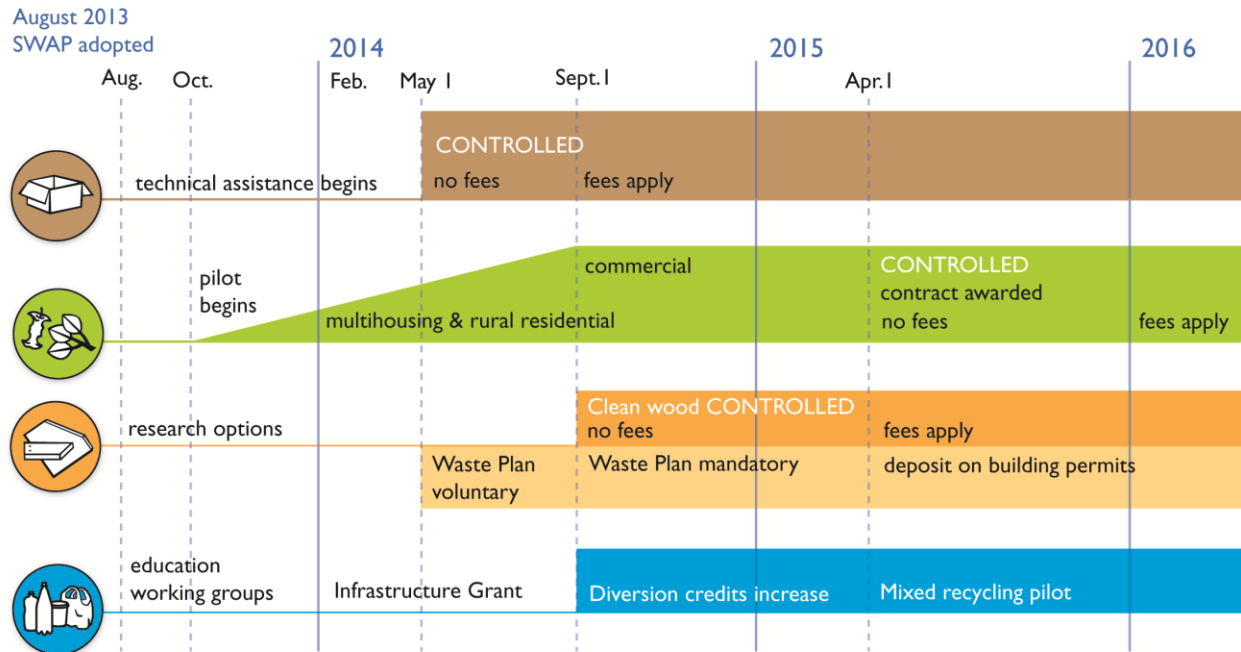 August 2013
SWAP adopted
2014
2015
2016
Aug.
Oct.
Feb.
May 1
Sept.1
Apr.1
CONTROLLED
technical assistance begins
no fees
fees apply
pilot
begins
commercial
CONTROLLED
contract awarded
multihousing & rural residential
no fees
fees apply
Clean wood CONTROLLED
research options
no fees
fees apply
Waste Plan
voluntary
Waste Plan mandatory
deposit on building permits
education
working groups
Infrastructure Grant
Diversion credits increase
Mixed recycling pilot